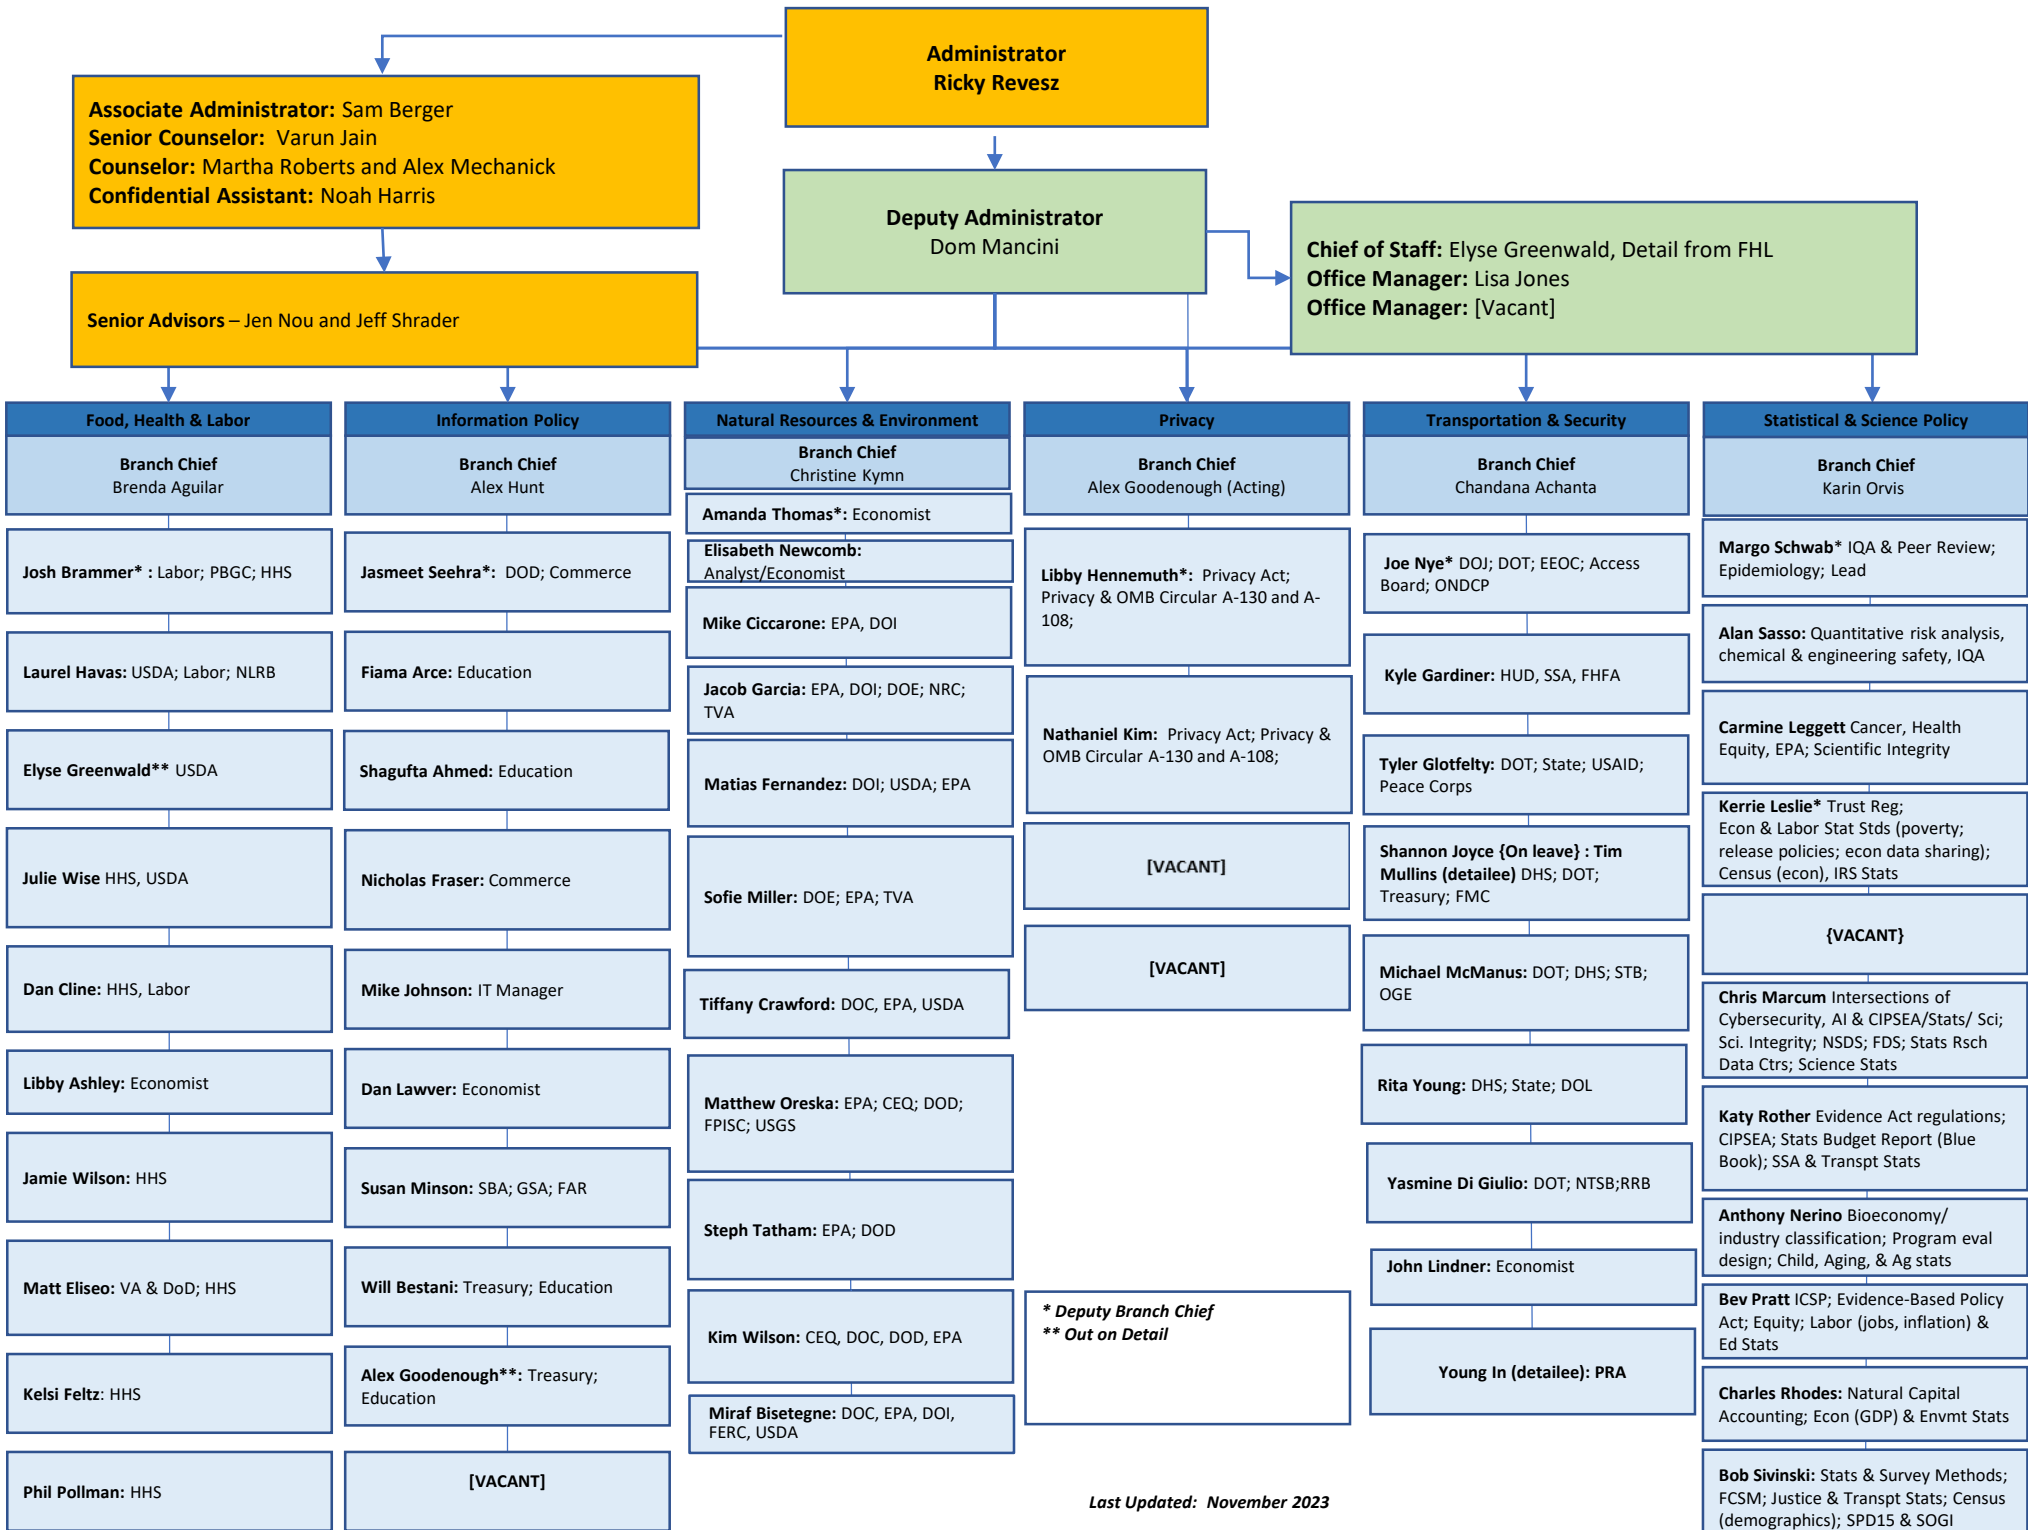 Administrator
Ricky Revesz
Associate Administrator: Sam Berger
Senior Counselor:  Varun Jain
Counselor: Martha Roberts and Alex Mechanick
Confidential Assistant: Noah Harris
Deputy Administrator
Dom Mancini
Chief of Staff: Elyse Greenwald, Detail from FHL
Office Manager: Lisa Jones
Office Manager: [Vacant]
Senior Advisors – Jen Nou and Jeff Shrader
Food, Health & Labor
Branch Chief
Brenda Aguilar
Josh Brammer* : Labor; PBGC; HHS
Laurel Havas: USDA; Labor; NLRB
Elyse Greenwald** USDA
Julie Wise HHS, USDA
Dan Cline: HHS, Labor
Libby Ashley: Economist
Jamie Wilson: HHS
Matt Eliseo: VA & DoD; HHS
Kelsi Feltz: HHS
Phil Pollman: HHS
Information Policy
Branch Chief
Alex Hunt
Jasmeet Seehra*:  DOD; Commerce
Fiama Arce: Education
Shagufta Ahmed: Education
Nicholas Fraser: Commerce
Mike Johnson: IT Manager
Dan Lawver: Economist
Susan Minson: SBA; GSA; FAR
Will Bestani: Treasury; Education
Alex Goodenough**: Treasury;
Education
[VACANT]
Natural Resources & Environment
Branch Chief
Christine Kymn
Amanda Thomas*: Economist
Elisabeth Newcomb:
Analyst/Economist
Mike Ciccarone: EPA, DOI
Jacob Garcia: EPA, DOI; DOE; NRC;
TVA
Matias Fernandez: DOI; USDA; EPA
Sofie Miller: DOE; EPA; TVA
Tiffany Crawford: DOC, EPA, USDA
Matthew Oreska: EPA; CEQ; DOD;
FPISC; USGS
Steph Tatham: EPA; DOD
Kim Wilson: CEQ, DOC, DOD, EPA
Miraf Bisetegne: DOC, EPA, DOI,
FERC, USDA
Privacy
Branch Chief
Alex Goodenough (Acting)
Libby Hennemuth*:  Privacy Act;
Privacy & OMB Circular A-130 and A-
108;
Nathaniel Kim:  Privacy Act; Privacy &
OMB Circular A-130 and A-108;
[VACANT]
[VACANT]
* Deputy Branch Chief
** Out on Detail
Transportation & Security
Branch Chief
Chandana Achanta
Joe Nye* DOJ; DOT; EEOC; Access
Board; ONDCP
Kyle Gardiner: HUD, SSA, FHFA
Tyler Glotfelty: DOT; State; USAID;
Peace Corps
Shannon Joyce {On leave} : Tim
Mullins (detailee) DHS; DOT;
Treasury; FMC
Michael McManus: DOT; DHS; STB;
OGE
Rita Young: DHS; State; DOL
Yasmine Di Giulio: DOT; NTSB;RRB
John Lindner: Economist
Young In (detailee): PRA
Statistical & Science Policy
Branch Chief
Karin Orvis
Margo Schwab* IQA & Peer Review;
Epidemiology; Lead
Alan Sasso: Quantitative risk analysis,
chemical & engineering safety, IQA
Carmine Leggett Cancer, Health
Equity, EPA; Scientific Integrity
Kerrie Leslie* Trust Reg;
Econ & Labor Stat Stds (poverty;
release policies; econ data sharing);
Census (econ), IRS Stats
{VACANT}
Chris Marcum Intersections of
Cybersecurity, AI & CIPSEA/Stats/ Sci;
Sci. Integrity; NSDS; FDS; Stats Rsch
Data Ctrs; Science Stats
Katy Rother Evidence Act regulations;
CIPSEA; Stats Budget Report (Blue
Book); SSA & Transpt Stats
Anthony Nerino Bioeconomy/
industry classification; Program eval
design; Child, Aging, & Ag stats
Bev Pratt ICSP; Evidence-Based Policy
Act; Equity; Labor (jobs, inflation) &
Ed Stats
Charles Rhodes: Natural Capital
Accounting; Econ (GDP) & Envmt Stats
Bob Sivinski: Stats & Survey Methods;
FCSM; Justice & Transpt Stats; Census
(demographics); SPD15 & SOGI
Last Updated:  November 2023